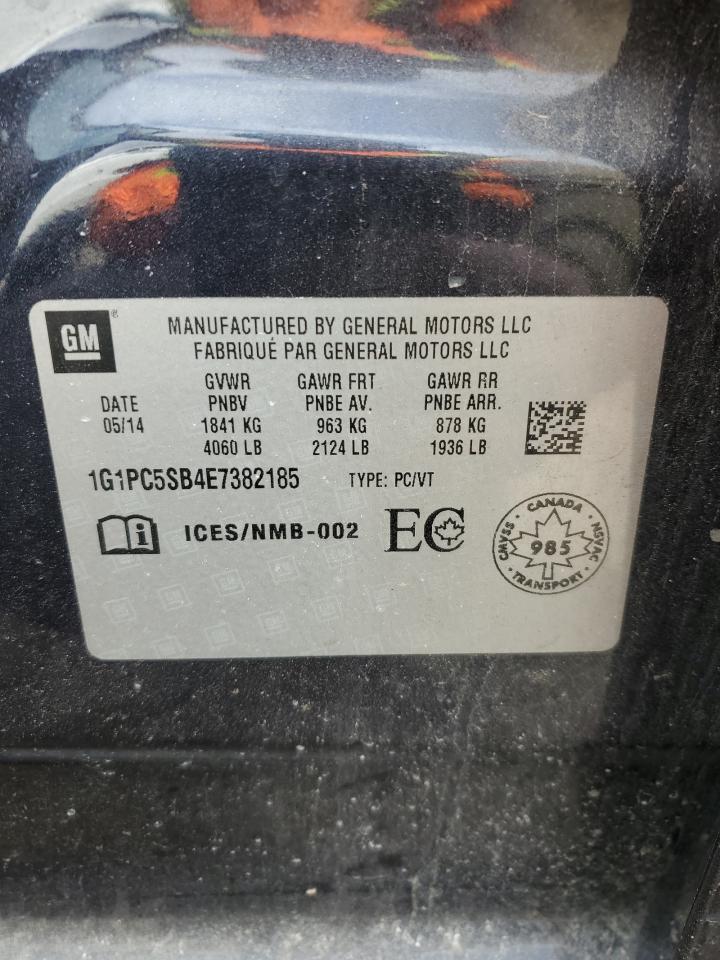 GM
MANUFACTURED BY GENERAL MOTORS LLC
FABRIQUÉ PAR GENERAL MOTORS LLC
GVWR GAWR FRT GAWR RR
DATE PNBV PNBE AV. PNBE ARR.
05/14 1841 KG 963 KG 878 KG
4060 LB 2124 LB 1936 LB
1G1PC5SB4E7382185 TYPE: PC/VT
i ICES/NMB-002 EC
CANADA
CMVSS 985 NSVAC
TRANSPORT